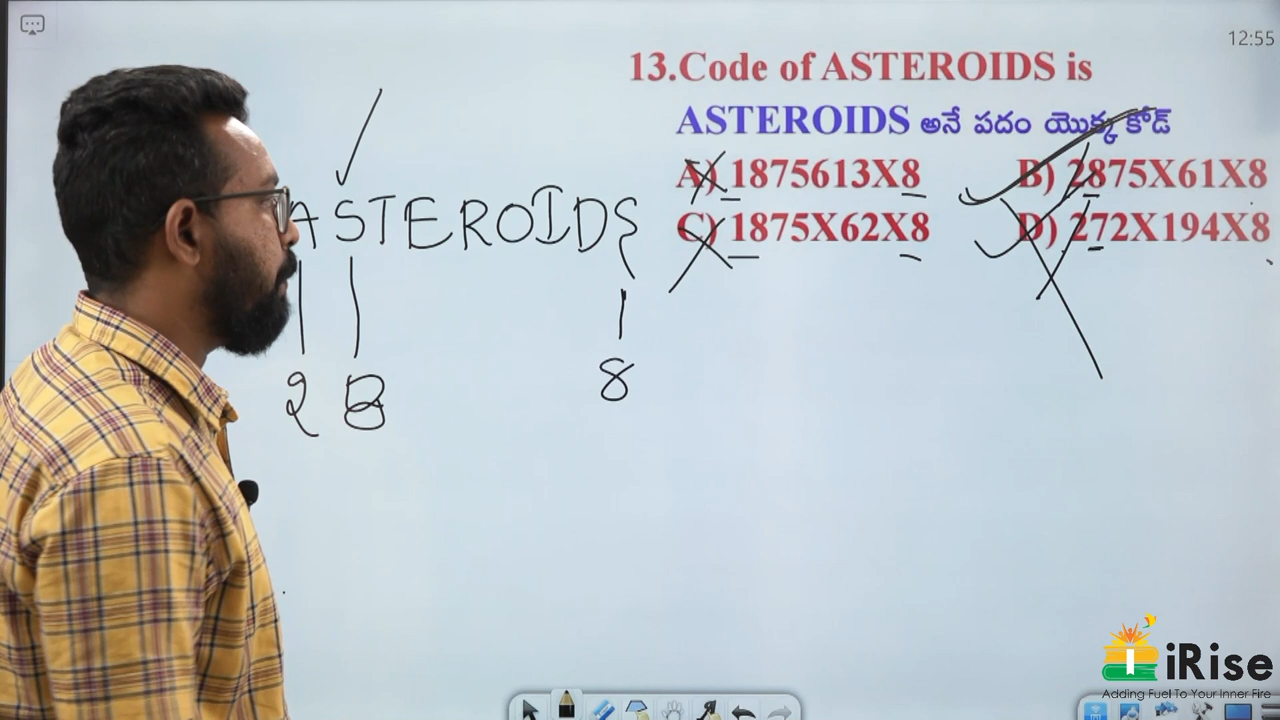 12:55
13.Code of ASTEROIDS is
ASTEROIDS అనే పదం యొక్క కోడ్
A) 1875613X8
B) 2875X61X8
C) 1875X62X8
D) 272X194X8
ASTEROIDS
2 8 8
iRise
Adding Fuel To Your Inner Fire